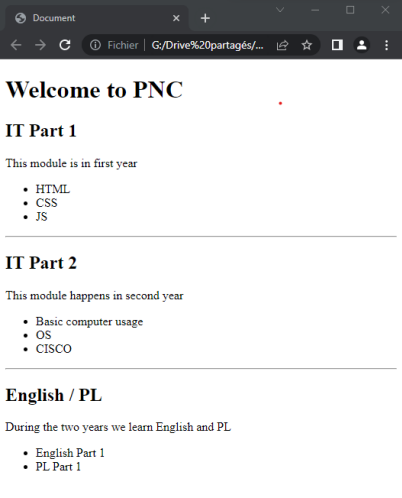 Document
Fichier
G:/Drive%20partagés/...
Welcome to PNC
IT Part 1
This module is in first year
HTML
CSS
JS
IT Part 2
This module happens in second year
Basic computer usage
OS
CISCO
English / PL
During the two years we learn English and PL
English Part 1
PL Part 1